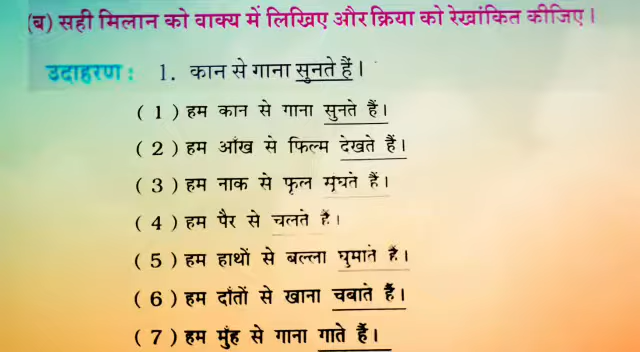 (ब) सही मिलान को वाक्य में लिखिए और क्रिया को रेखांकित कीजिए।
उदाहरण : 1. कान से गाना सुनते हैं।
( 1 ) हम कान से गाना सुनते हैं।
( 2 ) हम आँख से फिल्म देखते हैं।
( 3 ) हम नाक से फूल सूंघते हैं।
( 4 ) हम पैर से चलते हैं।
( 5 ) हम हाथों से बल्ला घुमाते हैं।
( 6 ) हम दाँतों से खाना चबाते हैं।
( 7 ) हम मुंह से गाना गाते हैं।